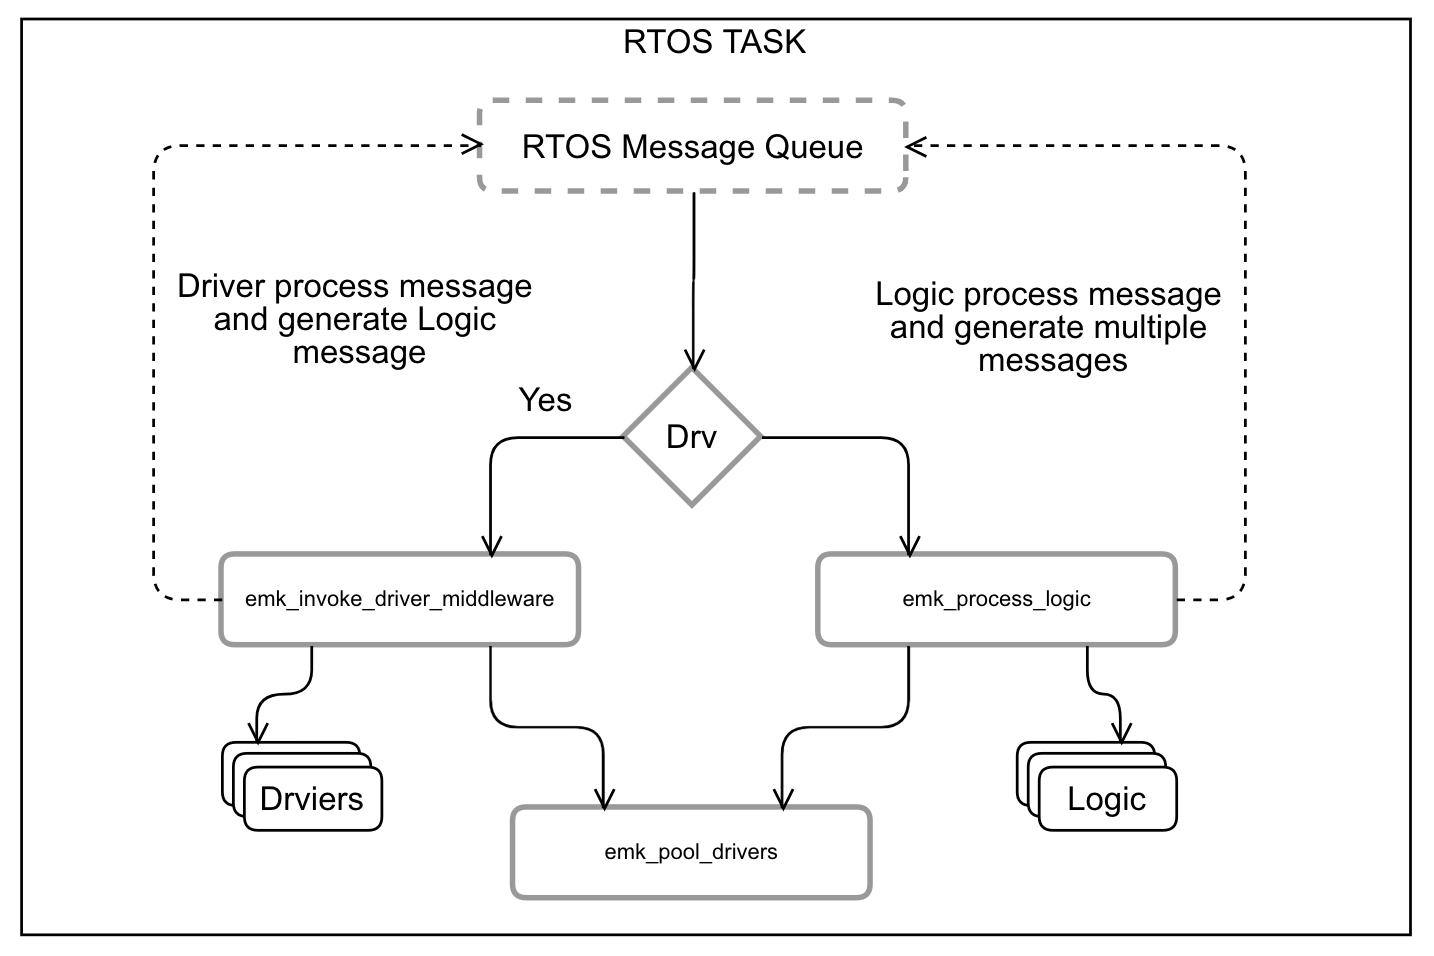 RTOS TASK
RTOS Message Queue
Driver process message
and generate Logic
message
Logic process message
and generate multiple
messages
Yes
Drv
emk_invoke_driver_middleware
emk_process_logic
Drviers
Logic
emk_pool_drivers